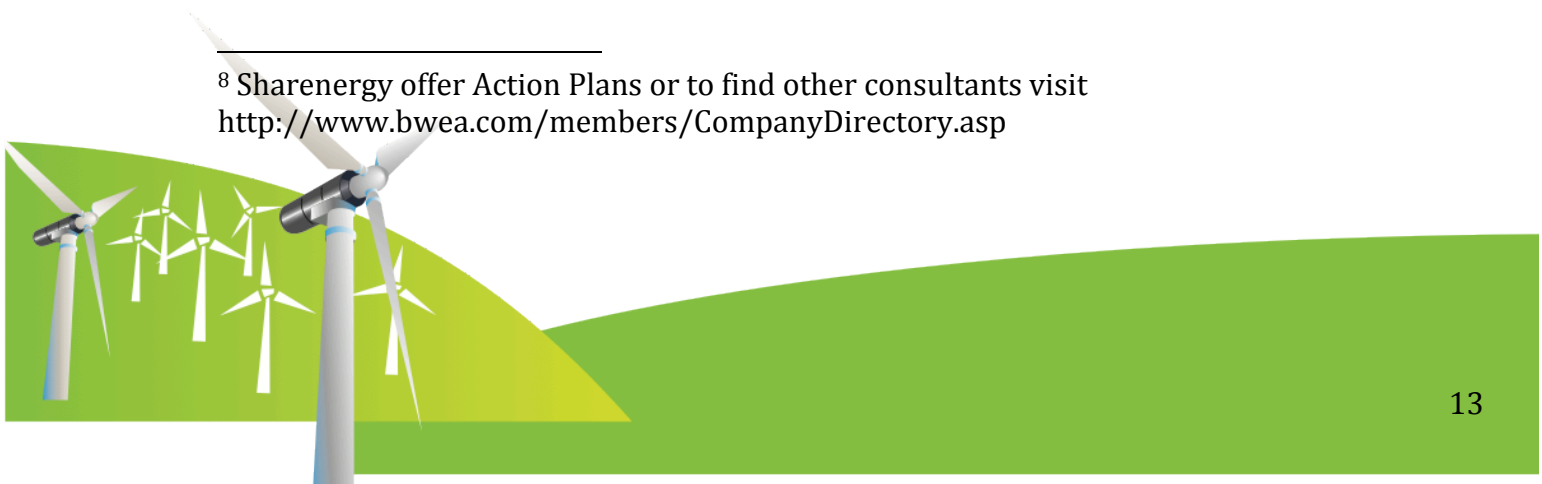 ⁸ Sharenergy offer Action Plans or to find other consultants visit
http://www.bwea.com/members/CompanyDirectory.asp
13